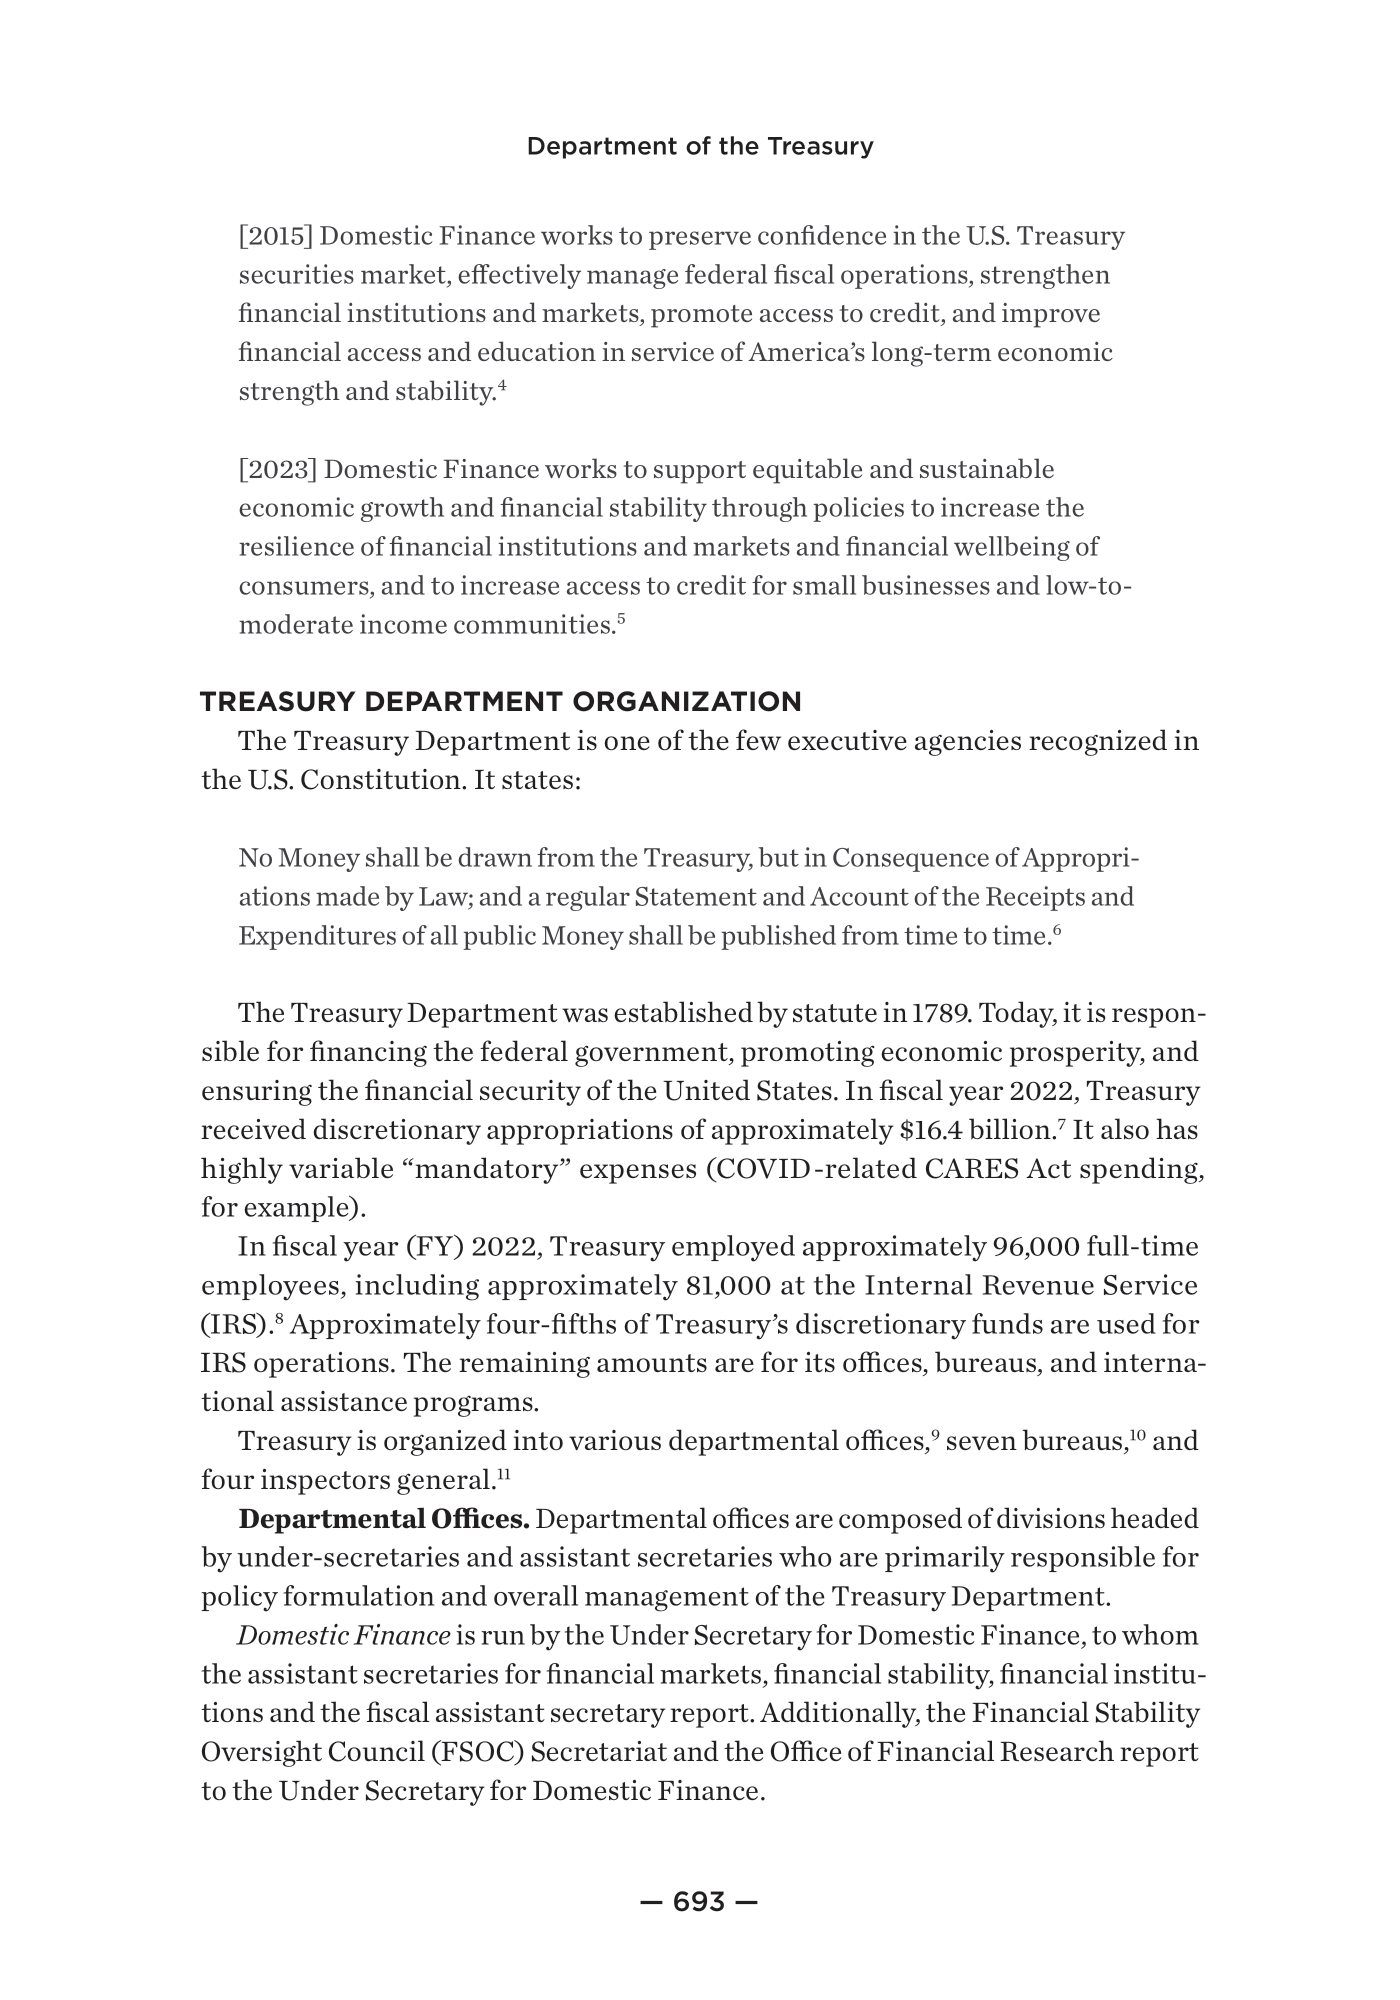 Department of the Treasury
[2015] Domestic Finance works to preserve confidence in the U.S. Treasury
securities market, effectively manage federal fiscal operations, strengthen
financial institutions and markets, promote access to credit, and improve
financial access and education in service of America’s long-term economic
strength and stability.⁴
[2023] Domestic Finance works to support equitable and sustainable
economic growth and financial stability through policies to increase the
resilience of financial institutions and markets and financial wellbeing of
consumers, and to increase access to credit for small businesses and low-to-
moderate income communities.⁵
TREASURY DEPARTMENT ORGANIZATION
The Treasury Department is one of the few executive agencies recognized in
the U.S. Constitution. It states:
No Money shall be drawn from the Treasury, but in Consequence of Appropri-
ations made by Law; and a regular Statement and Account of the Receipts and
Expenditures of all public Money shall be published from time to time.⁶
The Treasury Department was established by statute in 1789. Today, it is respon-
sible for financing the federal government, promoting economic prosperity, and
ensuring the financial security of the United States. In fiscal year 2022, Treasury
received discretionary appropriations of approximately $16.4 billion.⁷ It also has
highly variable “mandatory” expenses (COVID-related CARES Act spending,
for example).
In fiscal year (FY) 2022, Treasury employed approximately 96,000 full-time
employees, including approximately 81,000 at the Internal Revenue Service
(IRS).⁸ Approximately four-fifths of Treasury’s discretionary funds are used for
IRS operations. The remaining amounts are for its offices, bureaus, and interna-
tional assistance programs.
Treasury is organized into various departmental offices,⁹ seven bureaus,¹⁰ and
four inspectors general.¹¹
Departmental Offices. Departmental offices are composed of divisions headed
by under-secretaries and assistant secretaries who are primarily responsible for
policy formulation and overall management of the Treasury Department.
Domestic Finance is run by the Under Secretary for Domestic Finance, to whom
the assistant secretaries for financial markets, financial stability, financial institu-
tions and the fiscal assistant secretary report. Additionally, the Financial Stability
Oversight Council (FSOC) Secretariat and the Office of Financial Research report
to the Under Secretary for Domestic Finance.
— 693 —